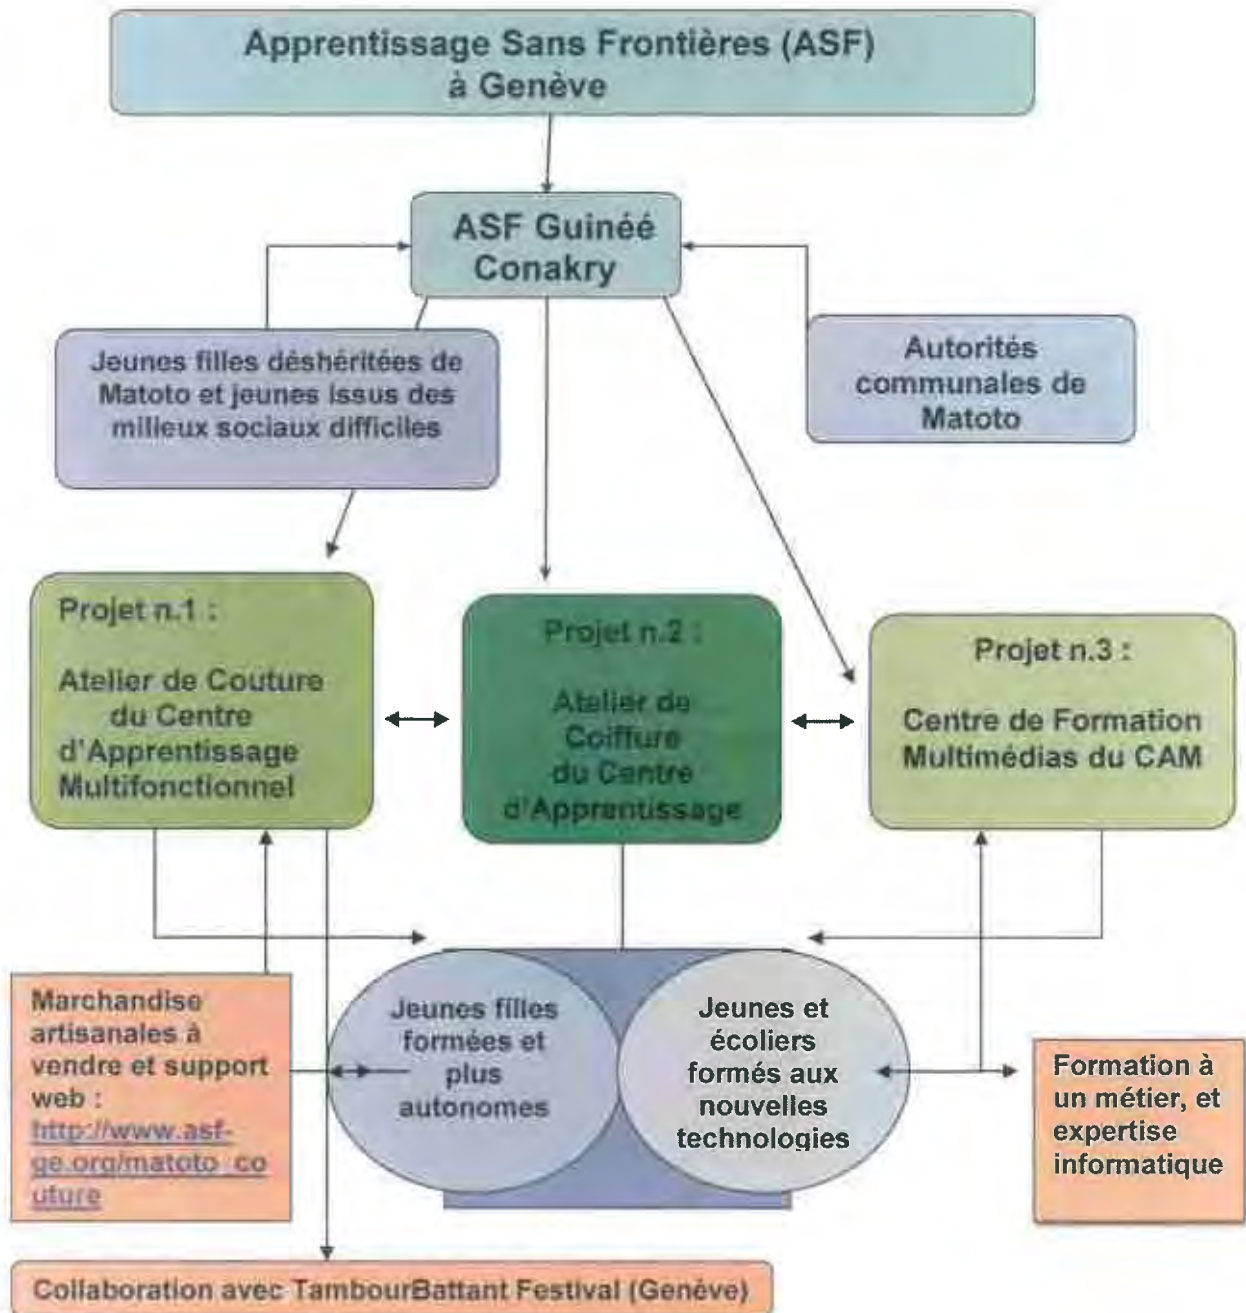 Apprentissage Sans Frontières (ASF)
à Genève
ASF Guinéé
Conakry
Jeunes filles déshéritées de
Matoto et jeunes issus des
milieux sociaux difficiles
Autorités
communales de
Matoto
Projet n.1 :
Atelier de Couture
du Centre
d'Apprentissage
Multifonctionnel
Projet n.2 :
Atelier de
Coiffure
du Centre
d'Apprentissage
Projet n.3 :
Centre de Formation
Multimédias du CAM
Marchandise
artisanales à
vendre et support
web :
http://www.asf-
ge.org/matoto_co
uture
Jeunes filles
formées et
plus
autonomes
Jeunes et
écoliers
formés aux
nouvelles
technologies
Formation à
un métier, et
expertise
informatique
Collaboration avec TambourBattant Festival (Genève)